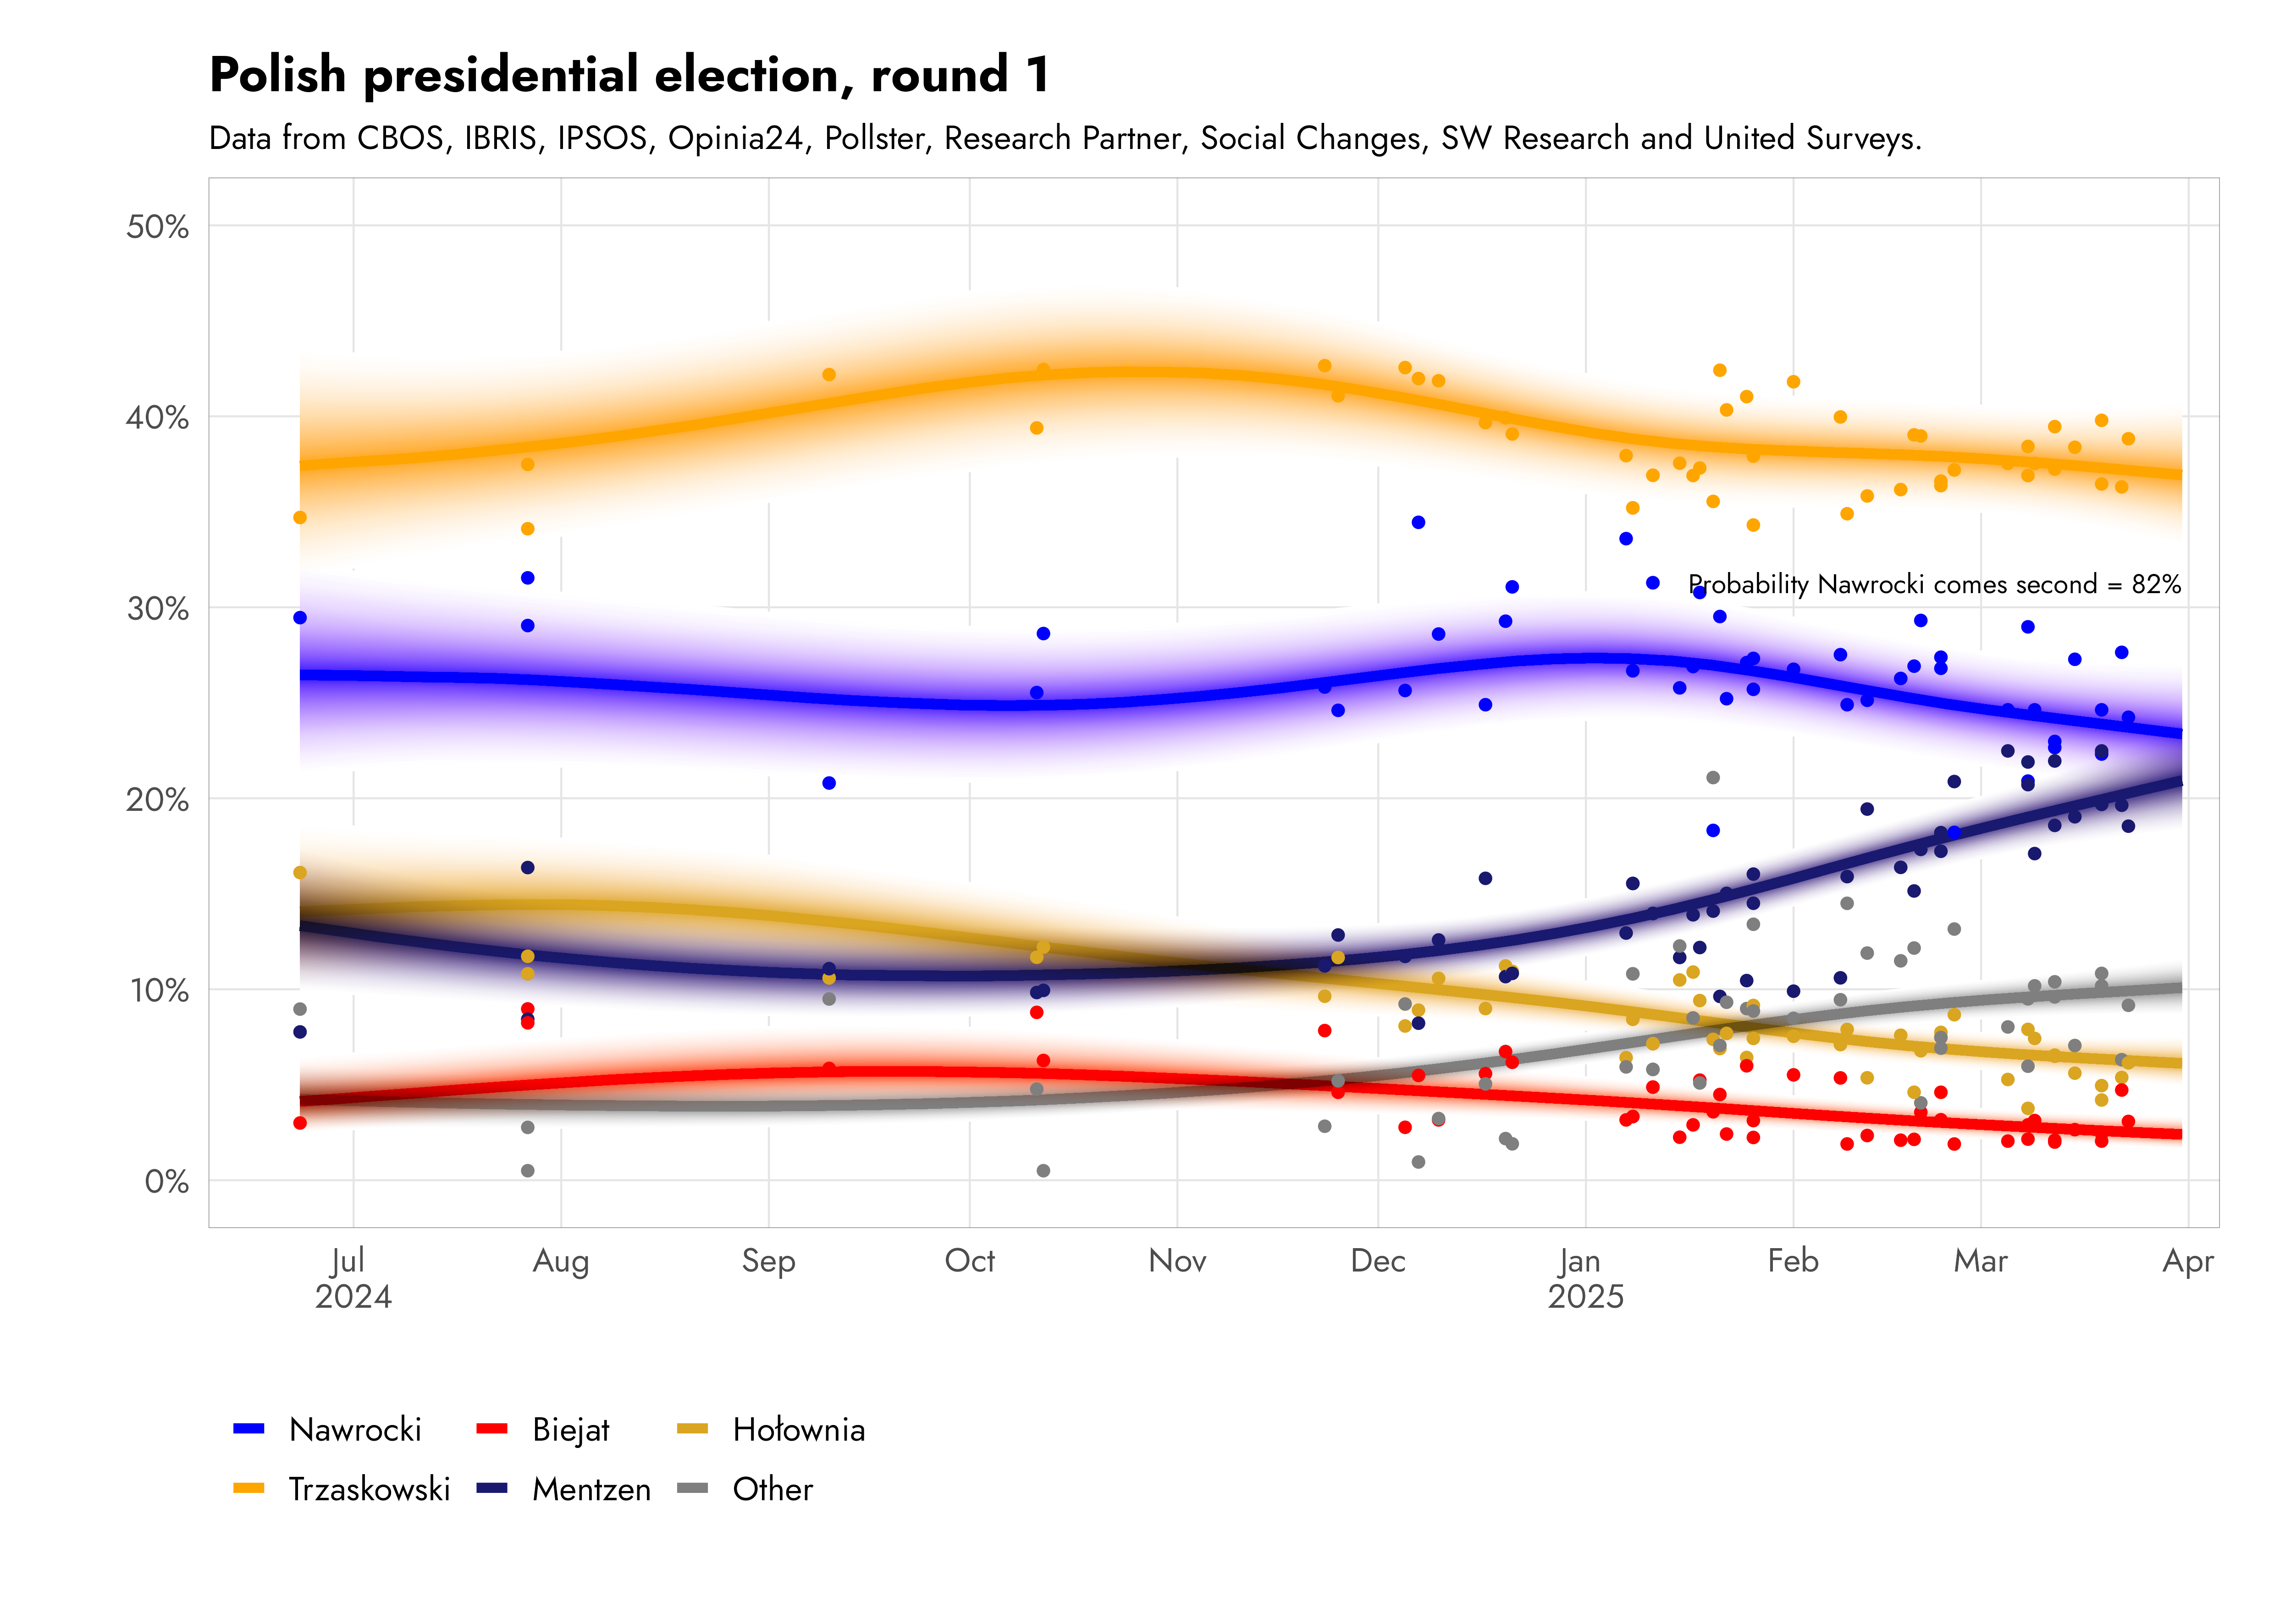 Polish presidential election, round 1
Data from CBOS, IBRIS, IPSOS, Opinia24, Pollster, Research Partner, Social Changes, SW Research and United Surveys.
50%
40%
Probability Nawrocki comes second = 82%
30%
20%
10%
0%
Jul Aug Sep Oct Nov Dec Jan Feb Mar Apr
2024 2025
Nawrocki Biejat Hołownia
Trzaskowski Mentzen Other